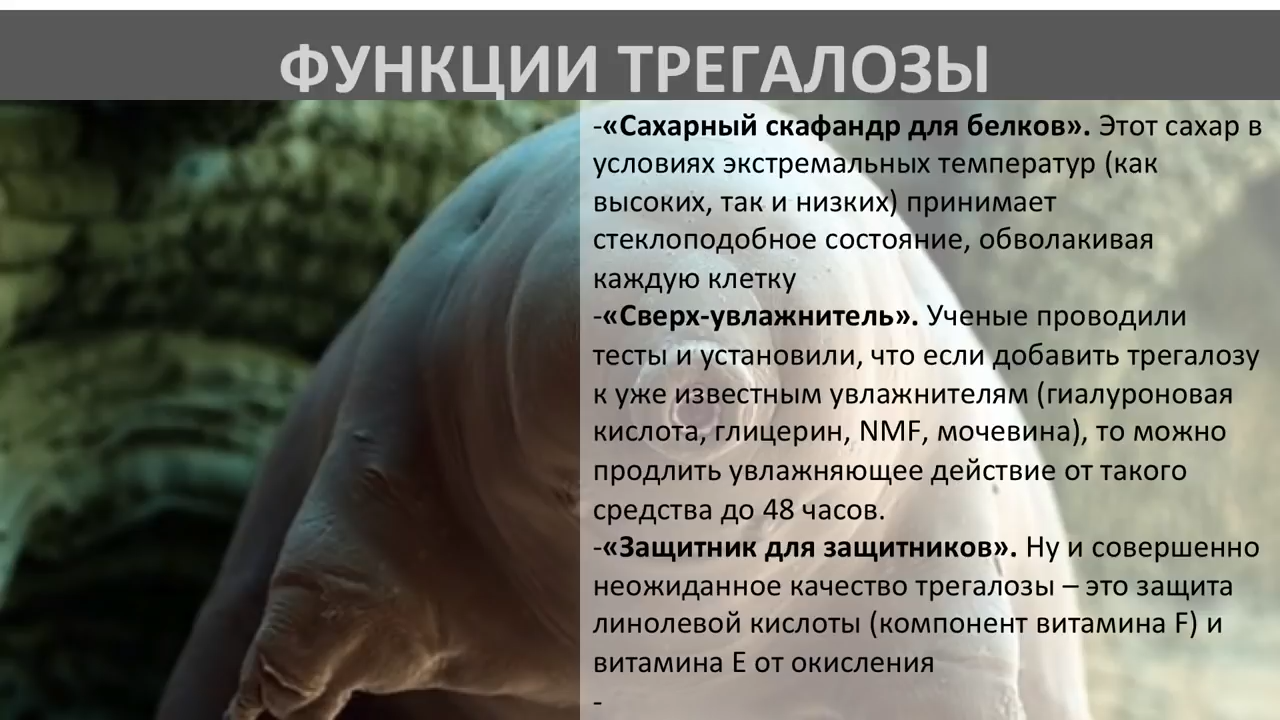 ФУНКЦИИ ТРЕГАЛОЗЫ
-«Сахарный скафандр для белков». Этот сахар в
условиях экстремальных температур (как
высоких, так и низких) принимает
стеклоподобное состояние, обволакивая
каждую клетку
-«Сверх-увлажнитель». Ученые проводили
тесты и установили, что если добавить трегалозу
к уже известным увлажнителям (гиалуроновая
кислота, глицерин, NMF, мочевина), то можно
продлить увлажняющее действие от такого
средства до 48 часов.
-«Защитник для защитников». Ну и совершенно
неожиданное качество трегалозы – это защита
линолевой кислоты (компонент витамина F) и
витамина Е от окисления
-